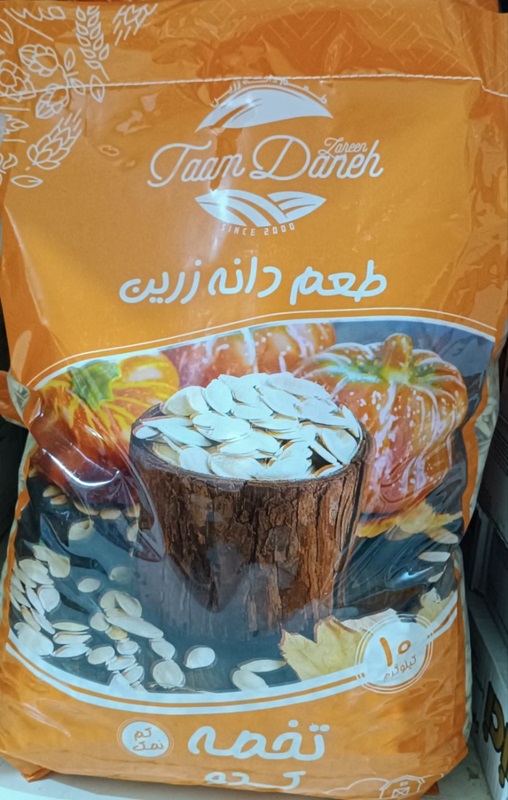 Taam Daneh
Zareen
SINCE 2000
طعم دانه زرین
۱۰
کیلوگرم
کم
نمک
تخمه
کدو